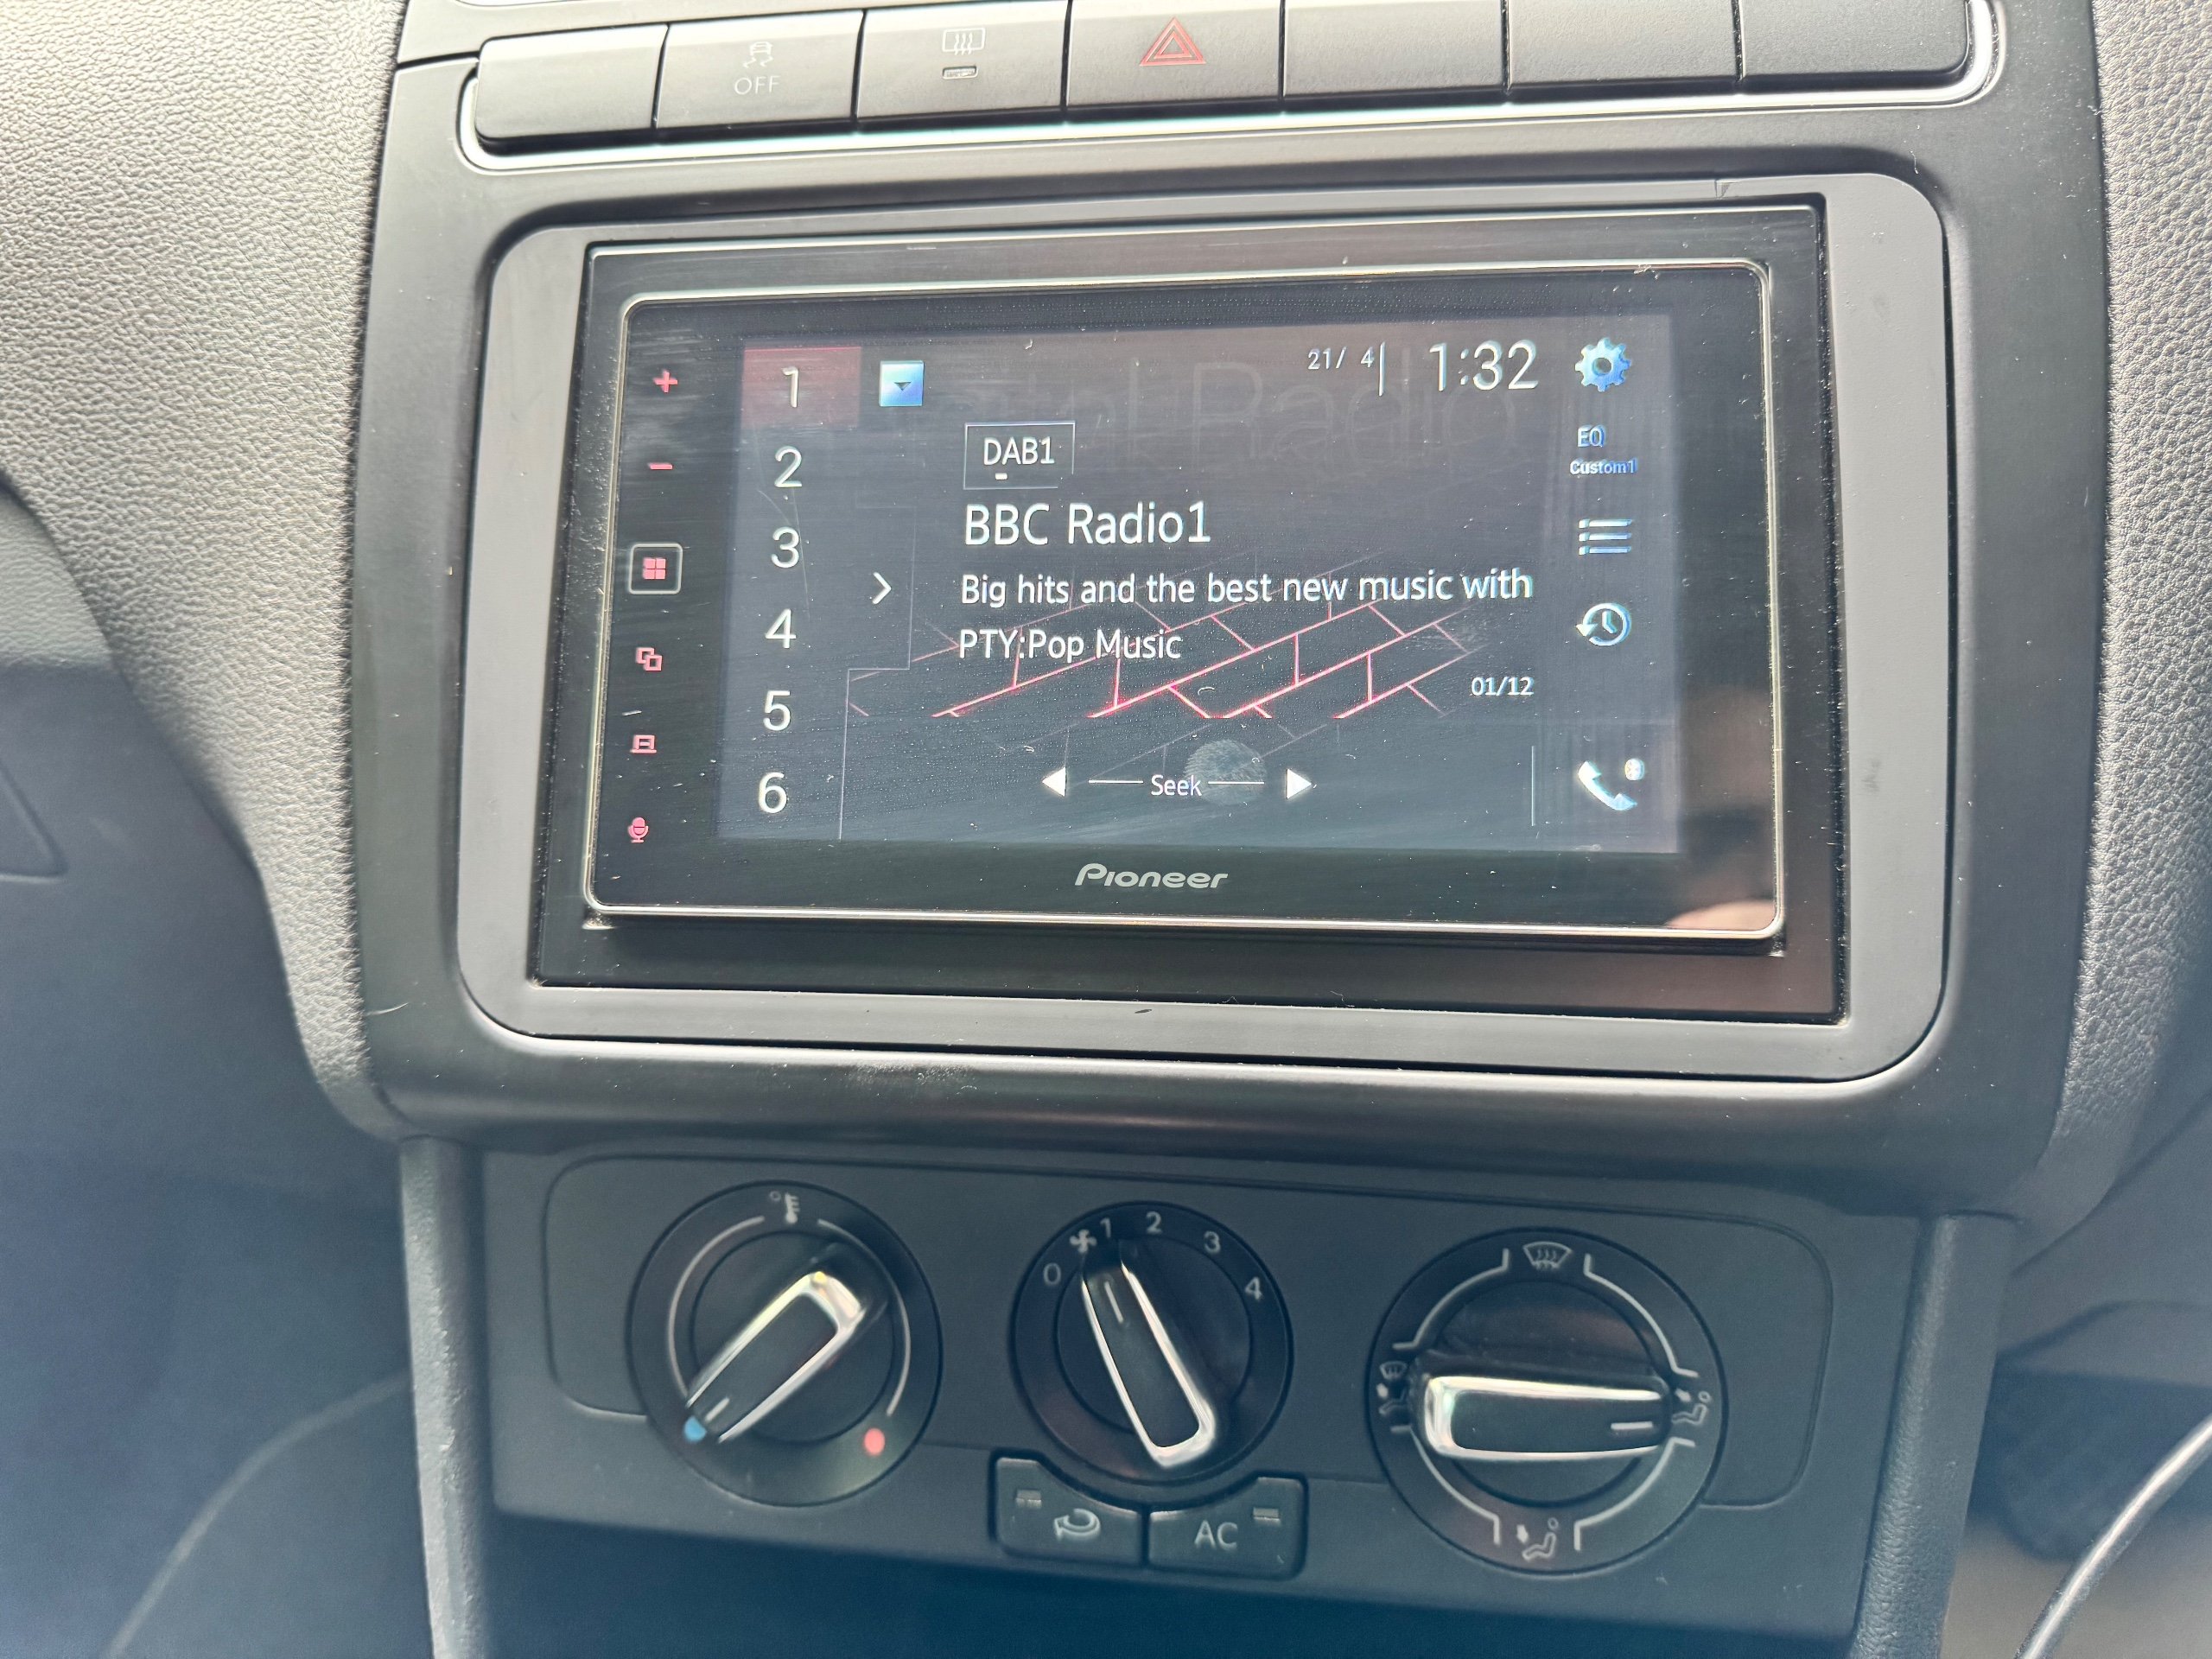 OFF
1
21/ 4
1:32
2
EQ
Custom1
DAB1
3
BBC Radio1
Big hits and the best new music with
4
PTY:Pop Music
01/12
5
6
Seek
Pioneer
0 1 2 3 4
AC